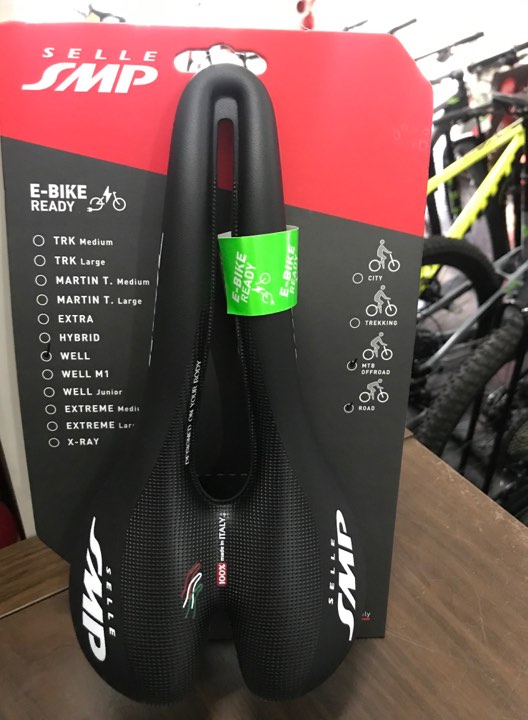 SELLE
SMP
E-BIKE
READY
TRK Medium
TRK Large
MARTIN T. Medium
MARTIN T. Large
EXTRA
HYBRID
WELL
WELL M1
WELL Junior
EXTREME
EXTREME
X-RAY
E-BIKE
READY
E-BIKE
READY
CITY
TREKKING
MTB
OFFROAD
ROAD
DESIGNED ON YOUR BODY
100% made in ITALY
SELLE
SMP
SELLE
SMP